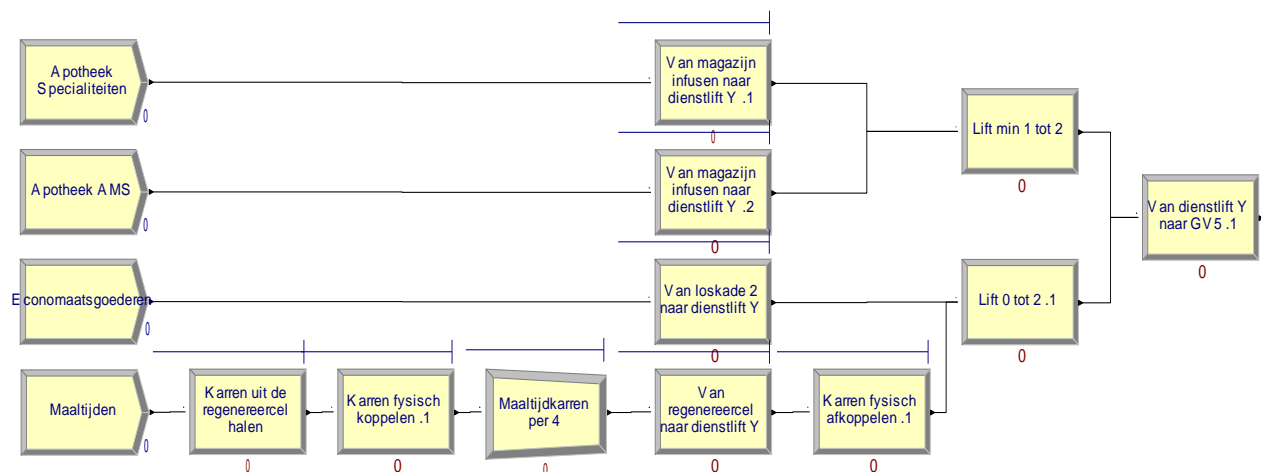 Apotheek
Specialiteiten
0
Van magazijn
infusen naar
dienstlift Y .1
0
Lift min 1 tot 2
0
Apotheek AMS
0
Van magazijn
infusen naar
dienstlift Y .2
0
Van dienstlift Y
naar GV5 .1
0
Economaatsgoederen
0
Van loskade 2
naar dienstlift Y
0
Lift 0 tot 2 .1
0
Maaltijden
0
Karren uit de
regenereercel
halen
0
Karren fysisch
koppelen .1
0
Maaltijdkarren
per 4
0
Van
regenereercel
naar dienstlift Y
0
Karren fysisch
afkoppelen .1
0